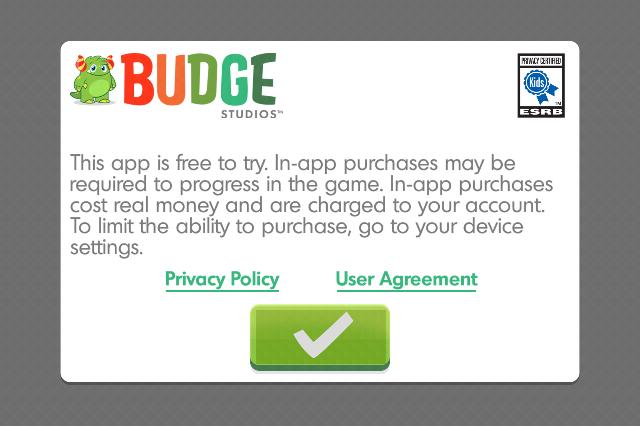 BUDGE
STUDIOS™
PRIVACY CERTIFIED
Kids
TM
ESRB
This app is free to try. In-app purchases may be
required to progress in the game. In-app purchases
cost real money and are charged to your account.
To limit the ability to purchase, go to your device
settings.
Privacy Policy User Agreement